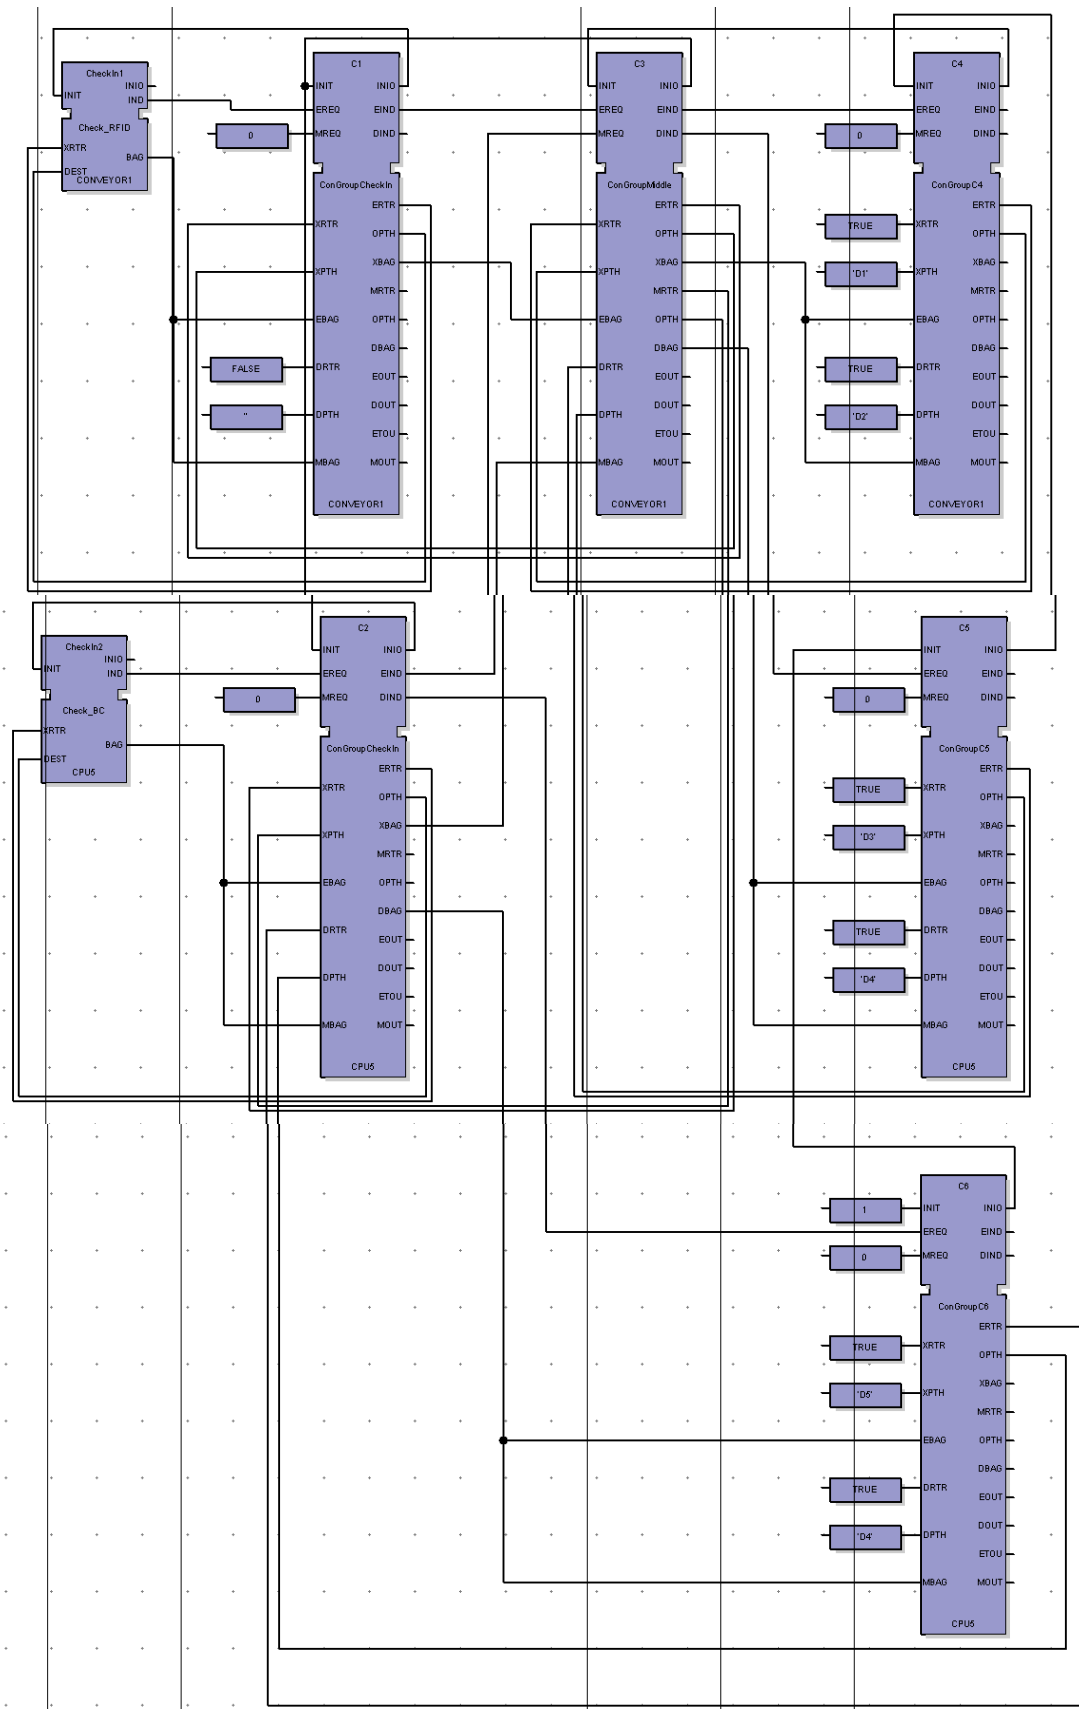 CheckIn1
INIT
INIO
IND
Check_RFID
XRTR
BAG
DEST
CONVEYOR1
C1
INIT INIO
EREQ EIND
0
MREQ DIND
ConGroupCheckIn
ERTR
XRTR
OPTH
XBAG
XPTH
MRTR
EBAG OPTH
DBAG
FALSE
DRTR
EOUT
DOUT
''
DPTH
ETOU
MBAG MOUT
CONVEYOR1
C3
INIT INIO
EREQ EIND
MREQ DIND
ConGroupMiddle
ERTR
XRTR
OPTH
XBAG
XPTH
MRTR
EBAG OPTH
DBAG
DRTR
EOUT
DOUT
DPTH
ETOU
MBAG MOUT
CONVEYOR1
C4
INIT INIO
EREQ EIND
0
MREQ DIND
ConGroupC4
ERTR
TRUE
XRTR
OPTH
XBAG
'D1'
XPTH
MRTR
EBAG OPTH
DBAG
TRUE
DRTR
EOUT
DOUT
'D2'
DPTH
ETOU
MBAG MOUT
CONVEYOR1
CheckIn2
INIO
INIT
IND
Check_BC
XRTR
BAG
DEST
CPU5
C2
INIT INIO
EREQ EIND
0
MREQ DIND
ConGroupCheckIn
ERTR
XRTR
OPTH
XBAG
XPTH
MRTR
EBAG OPTH
DBAG
DRTR
EOUT
DOUT
DPTH
ETOU
MBAG MOUT
CPU5
C5
INIT INIO
EREQ EIND
0
MREQ DIND
ConGroupC5
ERTR
TRUE
XRTR
OPTH
XBAG
'D3'
XPTH
MRTR
EBAG OPTH
DBAG
TRUE
DRTR
EOUT
DOUT
'D4'
DPTH
ETOU
MBAG MOUT
CPU5
C6
1
INIT INIO
EREQ EIND
0
MREQ DIND
ConGroupC6
ERTR
TRUE
XRTR
OPTH
XBAG
'D5'
XPTH
MRTR
EBAG OPTH
DBAG
TRUE
DRTR
EOUT
DOUT
'D4'
DPTH
ETOU
MBAG MOUT
CPU5